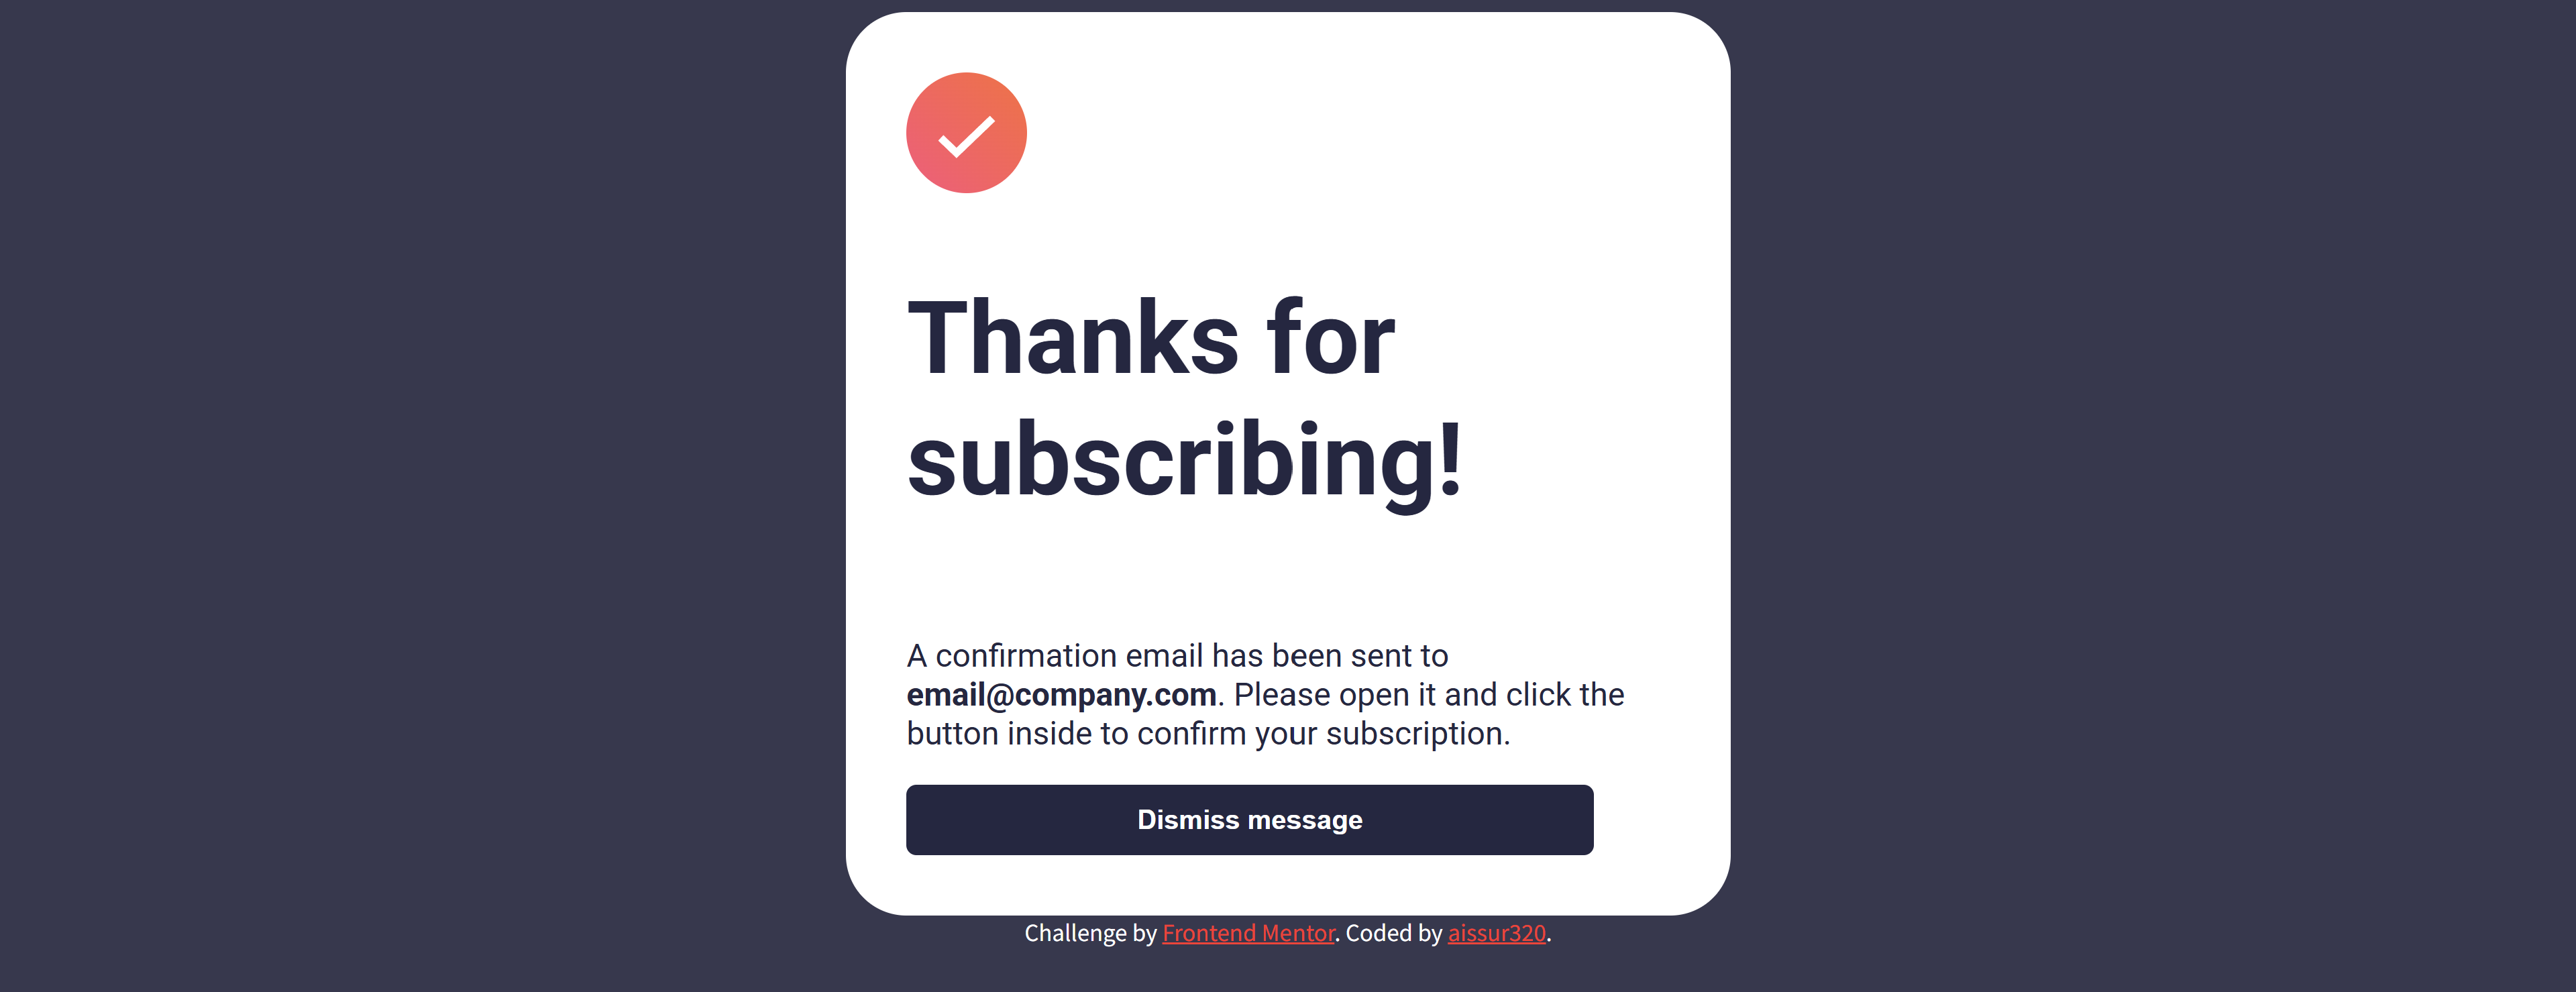 Thanks for
subscribing!
A confirmation email has been sent to
email@company.com. Please open it and click the
button inside to confirm your subscription.
Dismiss message
Challenge by Frontend Mentor. Coded by aissur320.